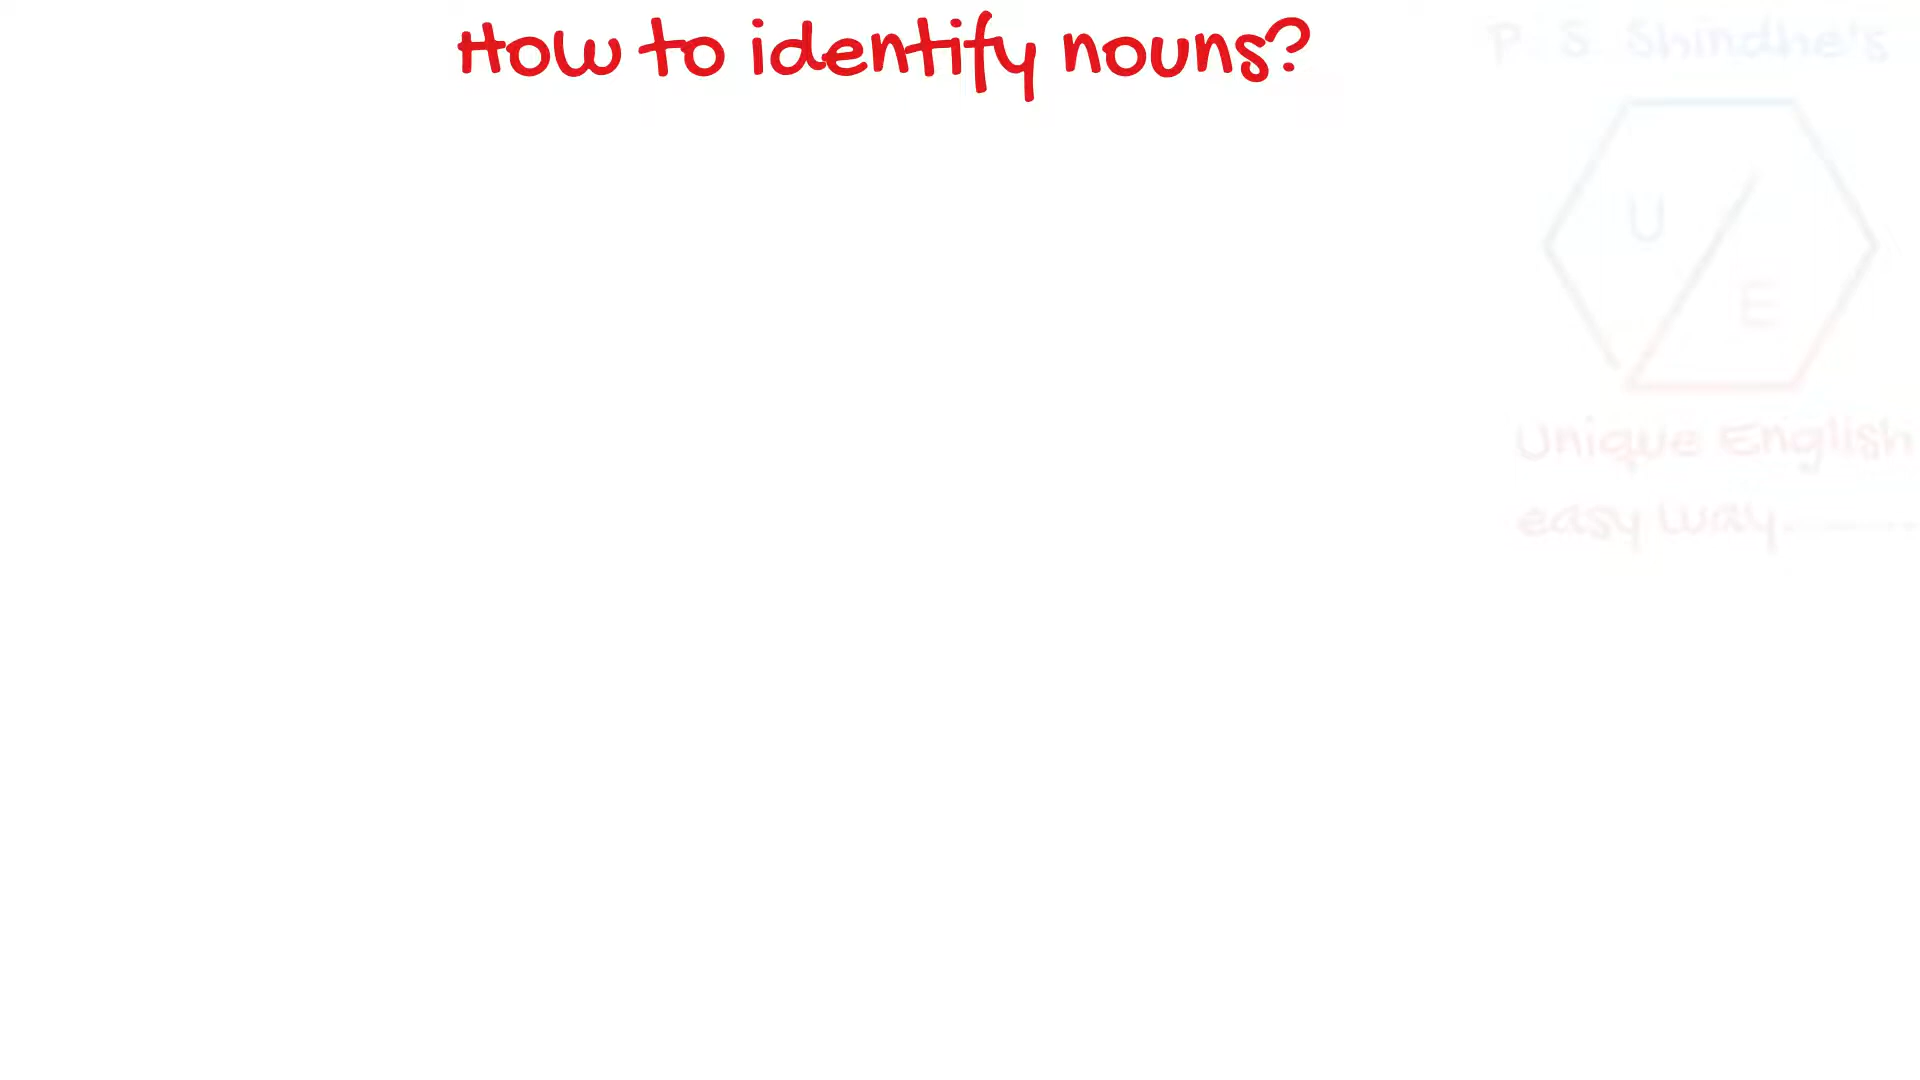 How to identify nouns?
P S Shindhe's
U
E
Unique English
easy way